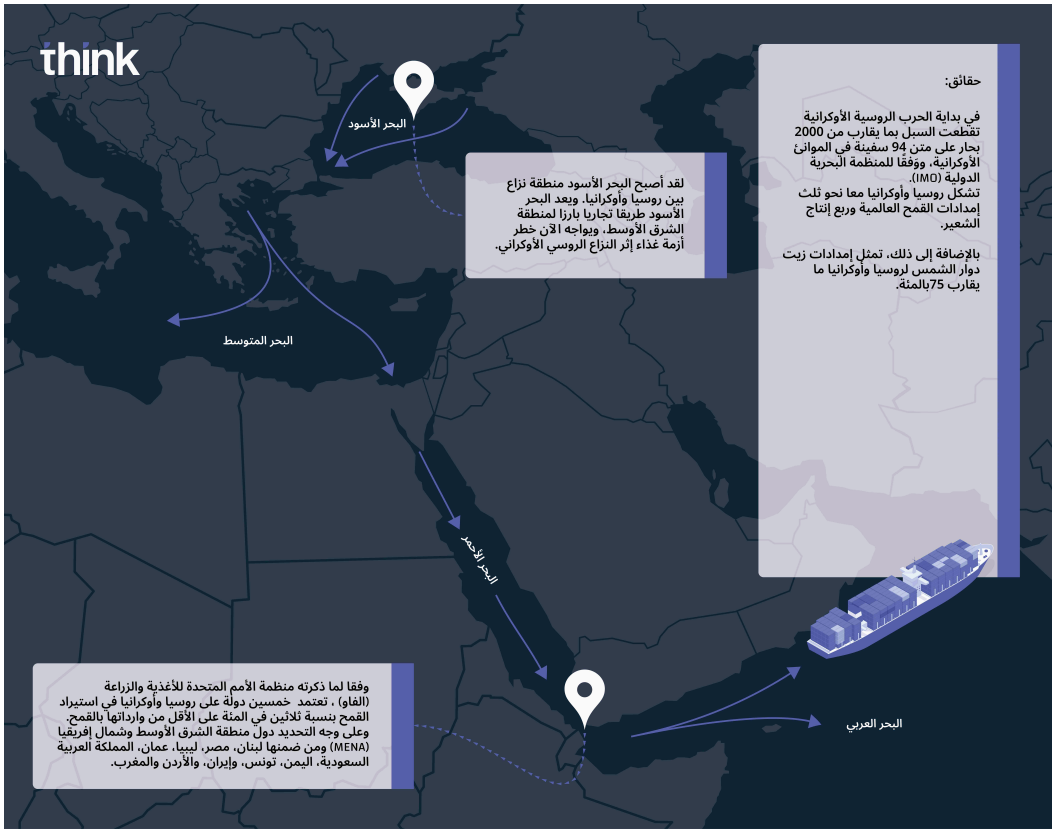 think
حقائق:
في بداية الحرب الروسية الأوكرانية
تقطعت السبل بما يقارب من 2000
بحار على متن 94 سفينة في الموانئ
الأوكرانية، ووَفقًا للمنظمة البحرية
الدولية (IMO).
تشكل روسيا وأوكرانيا معا نحو ثلث
إمدادات القمح العالمية وربع إنتاج
الشعير.
بالإضافة إلى ذلك، تمثل إمدادات زيت
دوار الشمس لروسيا وأوكرانيا ما
يقارب 75بالمئة.
البحر الأسود
لقد أصبح البحر الأسود منطقة نزاع
بين روسيا وأوكرانيا. ويعد البحر
الأسود طريقا تجاريا بارزا لمنطقة
الشرق الأوسط، ويواجه الآن خطر
أزمة غذاء إثر النزاع الروسي الأوكراني.
البحر المتوسط
البحر الأحمر
البحر العربي
وفقا لما ذكرته منظمة الأمم المتحدة للأغذية والزراعة
(الفاو) ، تعتمد خمسين دولة على روسيا وأوكرانيا في استيراد
القمح بنسبة ثلاثين في المئة على الأقل من وارداتها بالقمح.
وعلى وجه التحديد دول منطقة الشرق الأوسط وشمال إفريقيا
(MENA) ومن ضمنها لبنان، مصر، ليبيا، عمان، المملكة العربية
السعودية، اليمن، تونس، وإيران، والأردن والمغرب.